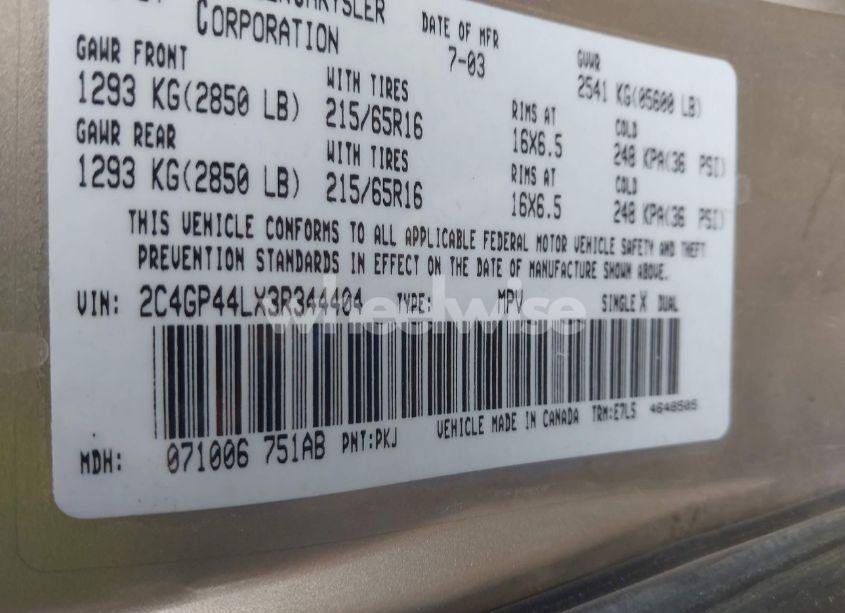 CORPORATION
DATE OF MFR
7-03
GVWR
2541 KG(05600 LB)
GAWR FRONT
1293 KG(2850 LB)
WITH TIRES
215/65R16
RIMS AT
16X6.5
COLD
248 KPA(36 PSI)
GAWR REAR
1293 KG(2850 LB)
WITH TIRES
215/65R16
RIMS AT
16X6.5
COLD
248 KPA(36 PSI)
THIS VEHICLE CONFORMS TO ALL APPLICABLE FEDERAL MOTOR VEHICLE SAFETY AND THEFT
PREVENTION STANDARDS IN EFFECT ON THE DATE OF MANUFACTURE SHOWN ABOVE.
VIN: 2C4GP44LX3R344404 TYPE: MPV SINGLE X DUAL
wheelwise
MDH: 071006 751AB PNT:PKJ VEHICLE MADE IN CANADA TRM:E7L5 4648505